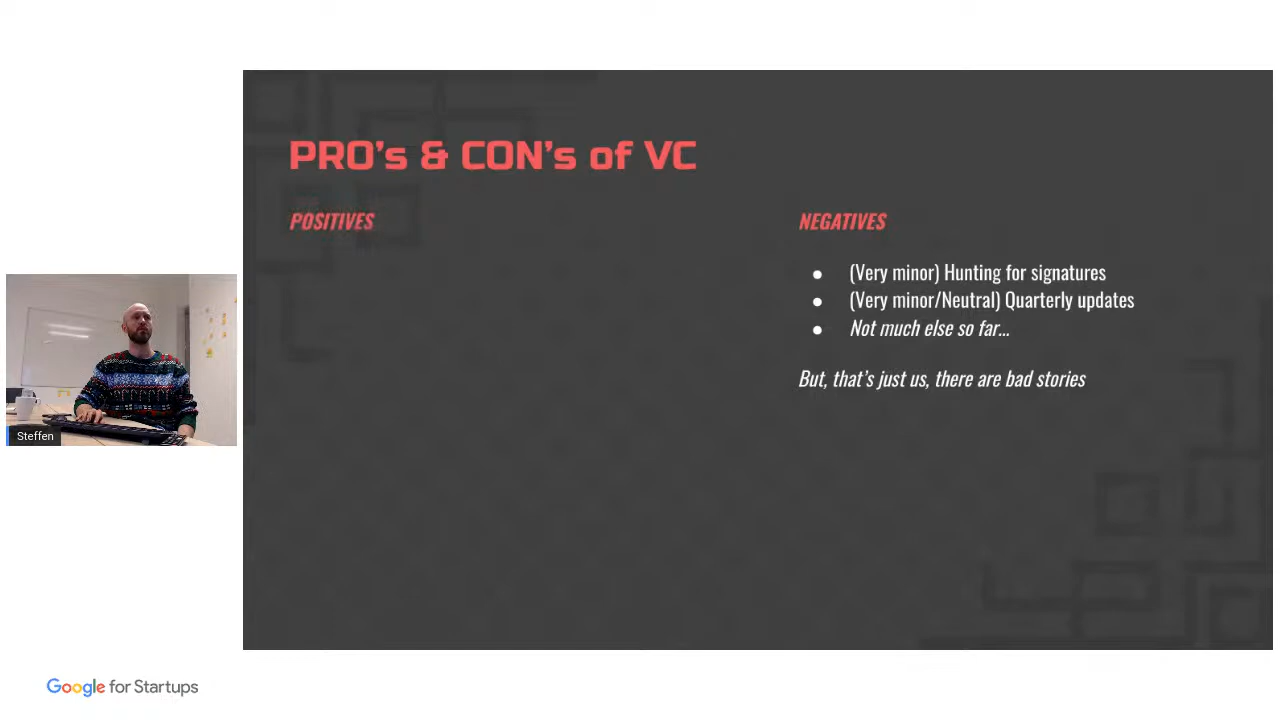 PRO's & CON's of VC
POSITIVES
NEGATIVES
● (Very minor) Hunting for signatures
● (Very minor/Neutral) Quarterly updates
● Not much else so far...
But, that's just us, there are bad stories
Steffen
Google for Startups